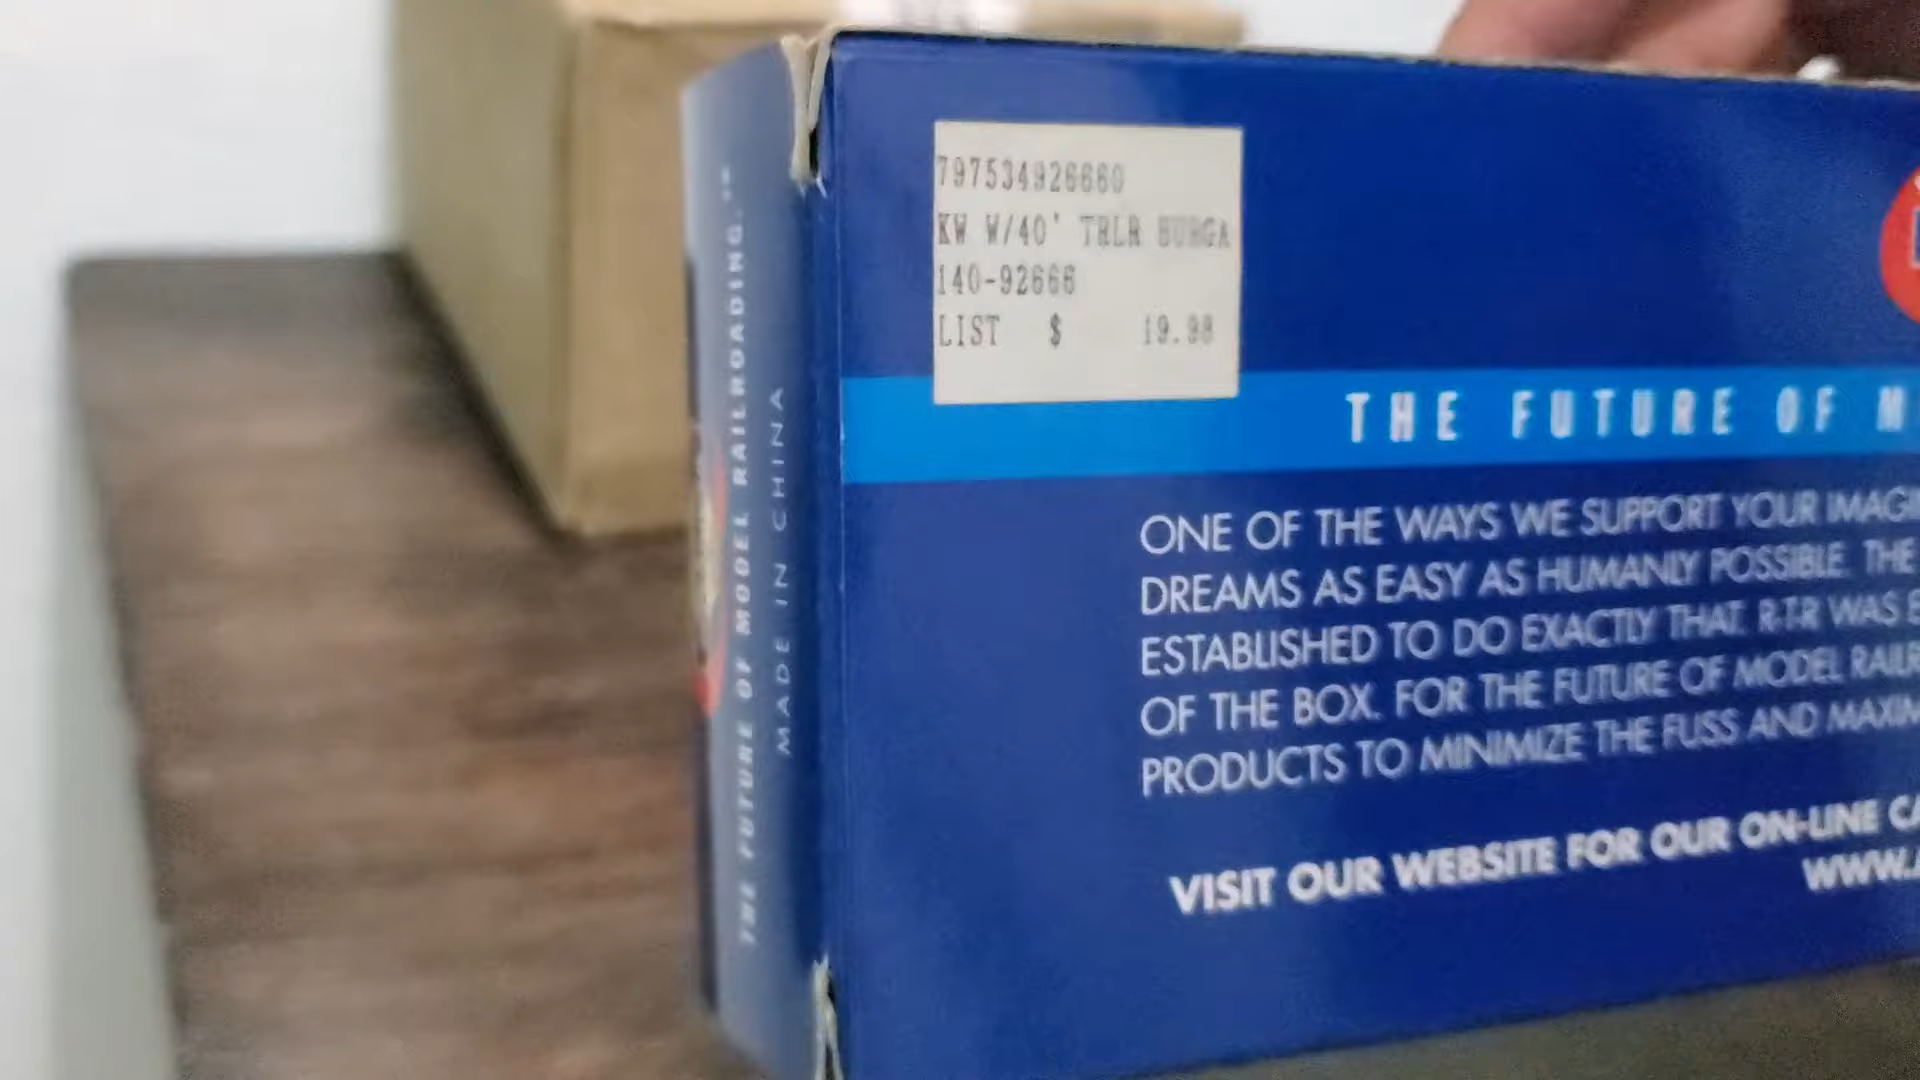 797534926660
KW W/40' TRLR BURGA
140-92666
LIST $ 19.98
THE FUTURE OF
ONE OF THE WAYS WE SUPPORT YOUR IMAGI
DREAMS AS EASY AS HUMANLY POSSIBLE. THE
ESTABLISHED TO DO EXACTLY THAT. R-T-R WAS
OF THE BOX. FOR THE FUTURE OF MODEL RAILR
PRODUCTS TO MINIMIZE THE FUSS AND MAXIM
VISIT OUR WEBSITE FOR OUR ON-LINE CA
WWW.
THE FUTURE OF MODEL RAILROADING.™
MADE IN CHINA